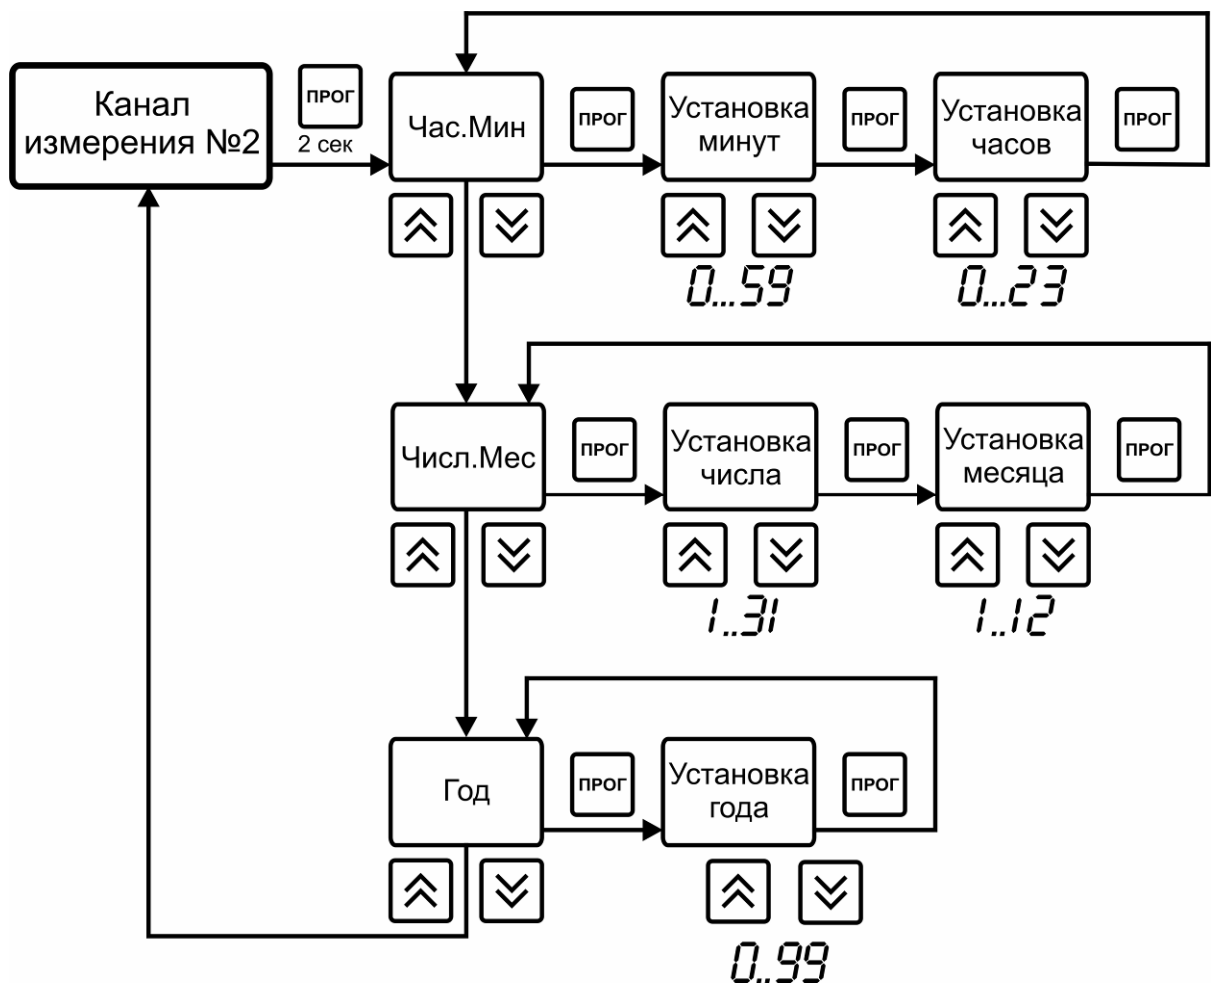 Канал
измерения №2
ПРОГ
2 сек
Час.Мин
ПРОГ
Установка
минут
ПРОГ
Установка
часов
ПРОГ
0...59
0...23
Числ.Мес
ПРОГ
Установка
числа
ПРОГ
Установка
месяца
ПРОГ
1..31
1..12
Год
ПРОГ
Установка
года
ПРОГ
0..99